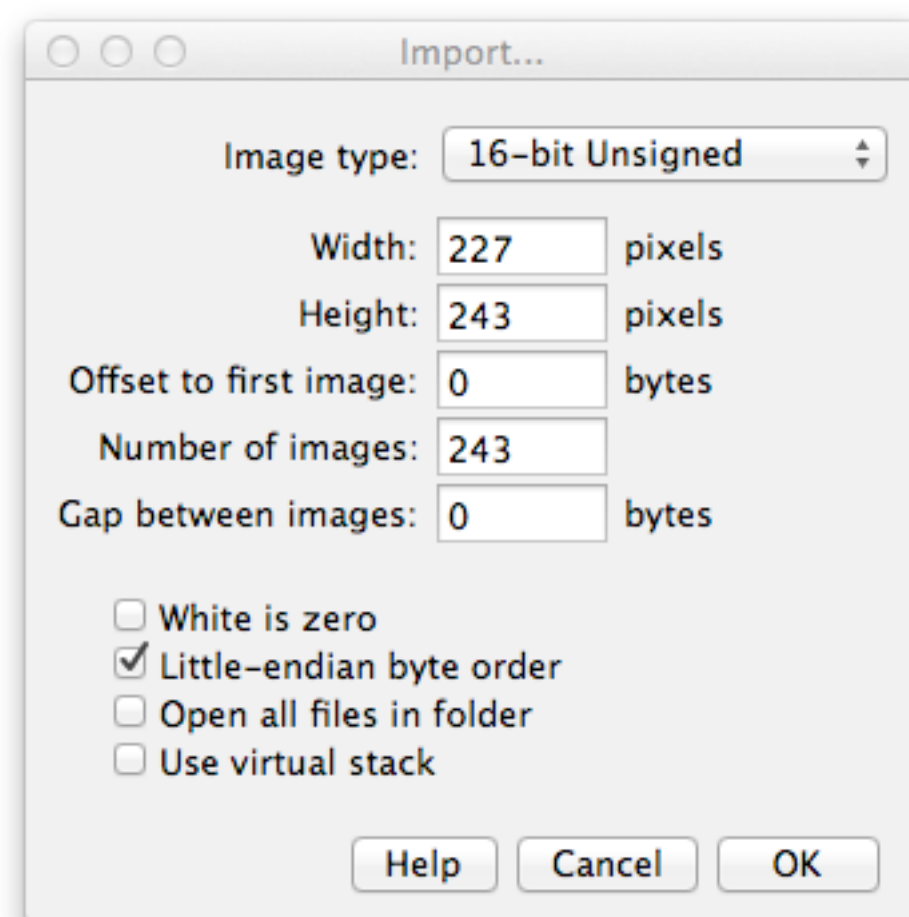 Import...
Image type: 16-bit Unsigned
Width: 227 pixels
Height: 243 pixels
Offset to first image: 0 bytes
Number of images: 243
Gap between images: 0 bytes
White is zero
Little-endian byte order
Open all files in folder
Use virtual stack
Help Cancel OK